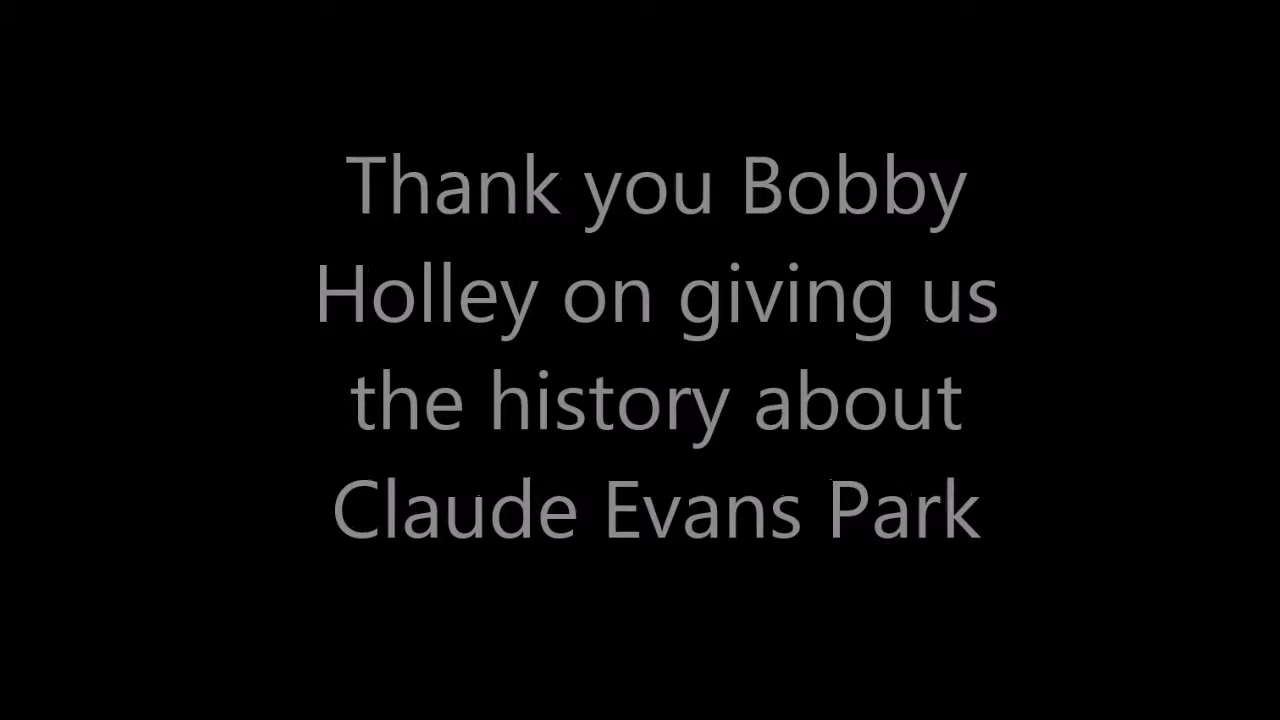 Thank you Bobby
Holley on giving us
the history about
Claude Evans Park